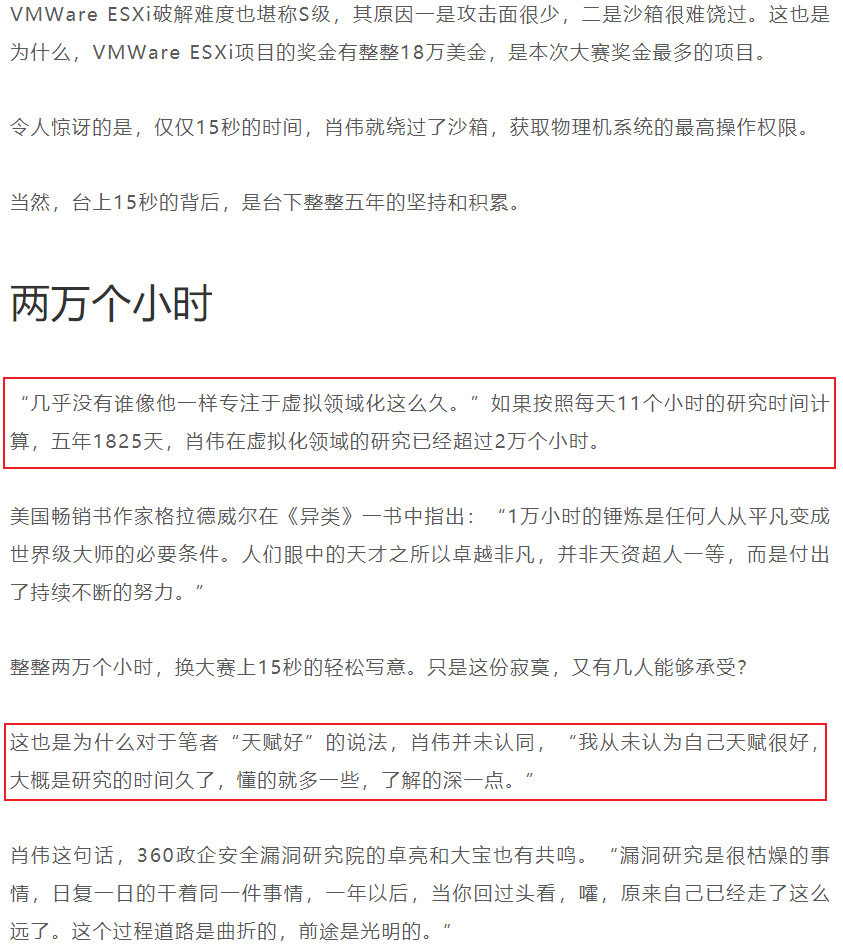 VMWare ESXi破解难度也堪称S级，其原因一是攻击面很少，二是沙箱很难饶过。这也是
为什么，VMWare ESXi项目的奖金有整整18万美金，是本次大赛奖金最多的项目。
令人惊讶的是，仅仅15秒的时间，肖伟就绕过了沙箱，获取物理机系统的最高操作权限。
当然，台上15秒的背后，是台下整整五年的坚持和积累。
两万个小时
“几乎没有谁像他一样专注于虚拟领域化这么久。”如果按照每天11个小时的研究时间计
算，五年1825天，肖伟在虚拟化领域的研究已经超过2万个小时。
美国畅销书作家格拉德威尔在《异类》一书中指出：“1万小时的锤炼是任何人从平凡变成
世界级大师的必要条件。人们眼中的天才之所以卓越非凡，并非天资超人一等，而是付出
了持续不断的努力。”
整整两万个小时，换大赛上15秒的轻松写意。只是这份寂寞，又有几人能够承受？
这也是为什么对于笔者“天赋好”的说法，肖伟并未认同，“我从未认为自己天赋很好，
大概是研究的时间久了，懂的就多一些，了解的深一点。”
肖伟这句话，360政企安全漏洞研究院的卓亮和大宝也有共鸣。“漏洞研究是很枯燥的事
情，日复一日的干着同一件事情，一年以后，当你回过头看，嚯，原来自己已经走了这么
远了。这个过程道路是曲折的，前途是光明的。”